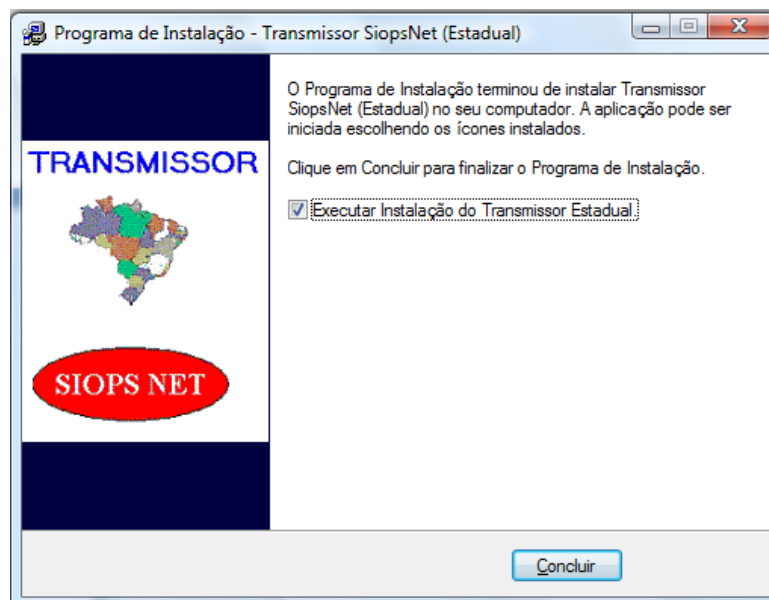 Programa de Instalação - Transmissor SiopsNet (Estadual)
O Programa de Instalação terminou de instalar Transmissor
SiopsNet (Estadual) no seu computador. A aplicação pode ser
iniciada escolhendo os ícones instalados.
Clique em Concluir para finalizar o Programa de Instalação.
Executar Instalação do Transmissor Estadual.
TRANSMISSOR
SIOPS NET
Concluir